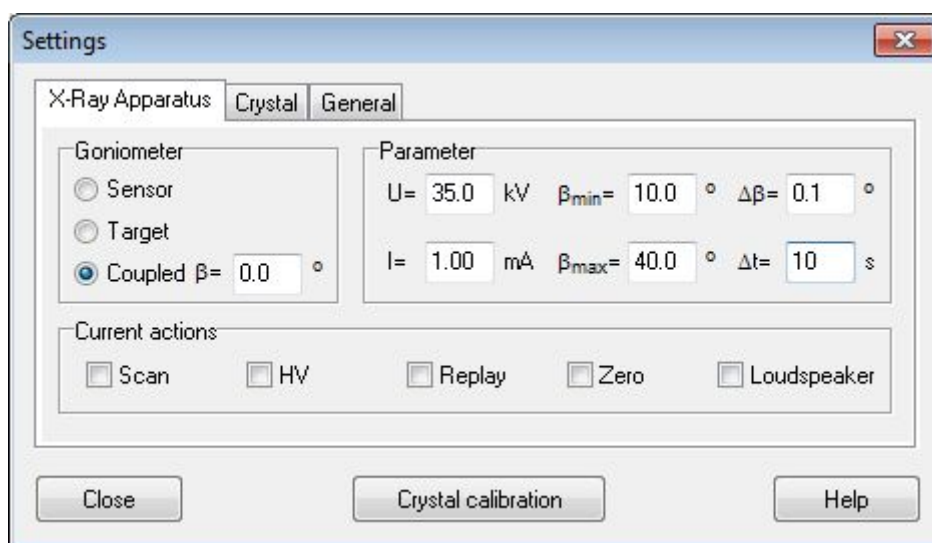 Settings
X-Ray Apparatus Crystal General
Goniometer
Sensor
Target
Coupled β= 0.0 °
Parameter
U= 35.0 kV βmin= 10.0 ° Δβ= 0.1 °
I= 1.00 mA βmax= 40.0 ° Δt= 10 s
Current actions
Scan HV Replay Zero Loudspeaker
Close Crystal calibration Help